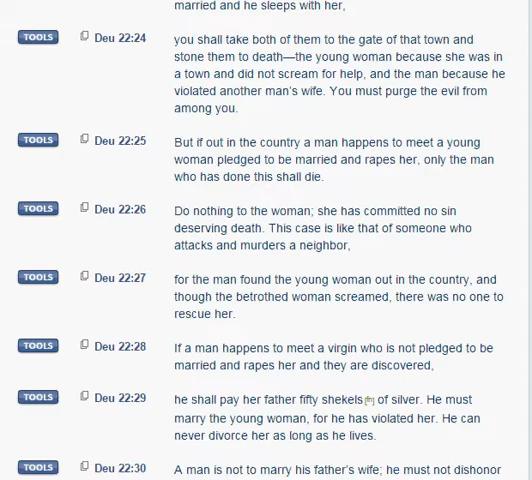 married and he sleeps with her,
TOOLS Deu 22:24 you shall take both of them to the gate of that town and
stone them to death—the young woman because she was in
a town and did not scream for help, and the man because he
violated another man's wife. You must purge the evil from
among you.
TOOLS Deu 22:25 But if out in the country a man happens to meet a young
woman pledged to be married and rapes her, only the man
who has done this shall die.
TOOLS Deu 22:26 Do nothing to the woman; she has committed no sin
deserving death. This case is like that of someone who
attacks and murders a neighbor,
TOOLS Deu 22:27 for the man found the young woman out in the country, and
though the betrothed woman screamed, there was no one to
rescue her.
TOOLS Deu 22:28 If a man happens to meet a virgin who is not pledged to be
married and rapes her and they are discovered,
TOOLS Deu 22:29 he shall pay her father fifty shekels[fn] of silver. He must
marry the young woman, for he has violated her. He can
never divorce her as long as he lives.
TOOLS Deu 22:30 A man is not to marry his father's wife; he must not dishonor